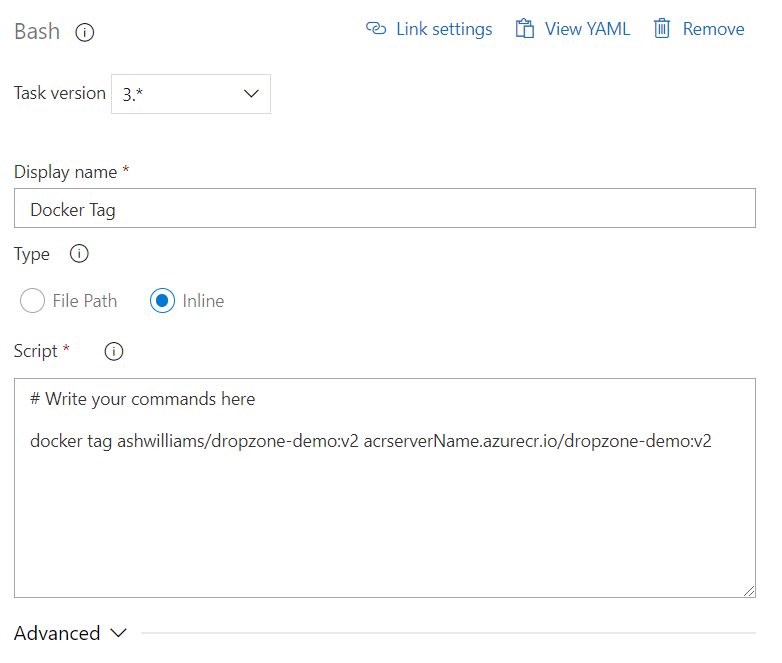 Bash Link settings View YAML Remove
Task version 3.*
Display name *
Docker Tag
Type
File Path Inline
Script *
# Write your commands here
docker tag ashwilliams/dropzone-demo:v2 acrserverName.azurecr.io/dropzone-demo:v2
Advanced